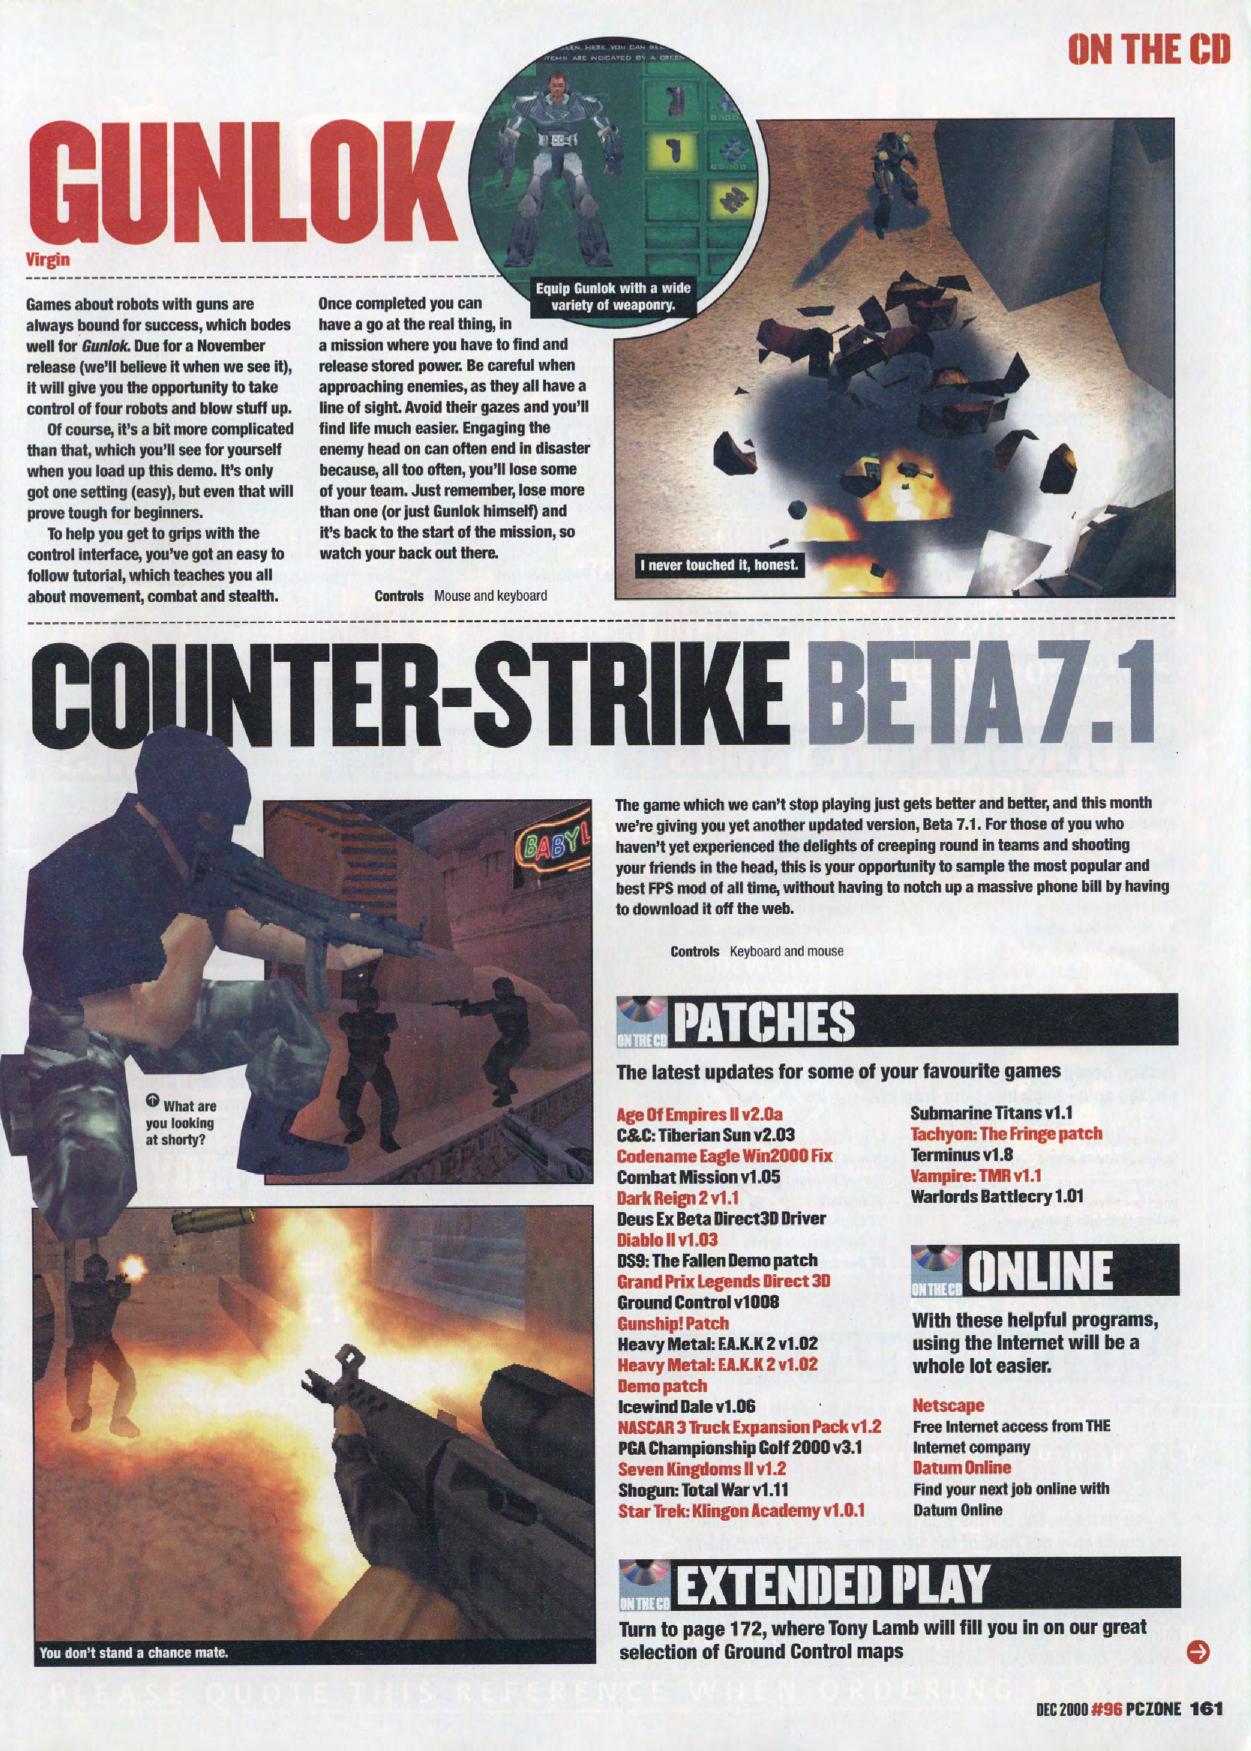 ON THE CD
GUNLOK
Virgin
Games about robots with guns are
always bound for success, which bodes
well for Gunlok. Due for a November
release (we'll believe it when we see it),
it will give you the opportunity to take
control of four robots and blow stuff up.
Of course, it's a bit more complicated
than that, which you'll see for yourself
when you load up this demo. It's only
got one setting (easy), but even that will
prove tough for beginners.
To help you get to grips with the
control interface, you've got an easy to
follow tutorial, which teaches you all
about movement, combat and stealth.
Once completed you can
have a go at the real thing, in
a mission where you have to find and
release stored power. Be careful when
approaching enemies, as they all have a
line of sight. Avoid their gazes and you'll
find life much easier. Engaging the
enemy head on can often end in disaster
because, all too often, you'll lose some
of your team. Just remember, lose more
than one (or just Gunlok himself) and
it's back to the start of the mission, so
watch your back out there.
Controls Mouse and keyboard
HERE YOU CAN
ITEMS ARE INDICATED BY A GREEN
Equip Gunlok with a wide
variety of weaponry.
I never touched it, honest.
COUNTER-STRIKE BETA 7.1
BABYL
What are
you looking
at shorty?
You don't stand a chance mate.
The game which we can't stop playing just gets better and better, and this month
we're giving you yet another updated version, Beta 7.1. For those of you who
haven't yet experienced the delights of creeping round in teams and shooting
your friends in the head, this is your opportunity to sample the most popular and
best FPS mod of all time, without having to notch up a massive phone bill by having
to download it off the web.
Controls Keyboard and mouse
ON THE CD PATCHES
The latest updates for some of your favourite games
Age Of Empires II v2.0a
C&C: Tiberian Sun v2.03
Codename Eagle Win2000 Fix
Combat Mission v1.05
Dark Reign 2 v1.1
Deus Ex Beta Direct3D Driver
Diablo II v1.03
DS9: The Fallen Demo patch
Grand Prix Legends Direct 3D
Ground Control v1008
Gunship! Patch
Heavy Metal: F.A.K.K 2 v1.02
Heavy Metal: F.A.K.K 2 v1.02
Demo patch
Icewind Dale v1.06
NASCAR 3 Truck Expansion Pack v1.2
PGA Championship Golf 2000 v3.1
Seven Kingdoms II v1.2
Shogun: Total War v1.11
Star Trek: Klingon Academy v1.0.1
Submarine Titans v1.1
Tachyon: The Fringe patch
Terminus v1.8
Vampire: TMR v1.1
Warlords Battlecry 1.01
ON THE CD ONLINE
With these helpful programs,
using the Internet will be a
whole lot easier.
Netscape
Free Internet access from THE
Internet company
Datum Online
Find your next job online with
Datum Online
ON THE CD EXTENDED PLAY
Turn to page 172, where Tony Lamb will fill you in on our great
selection of Ground Control maps
PLEASE QUOTE THIS REFERENCE WHEN ORDERING
DEC 2000 #96 PCZONE 161